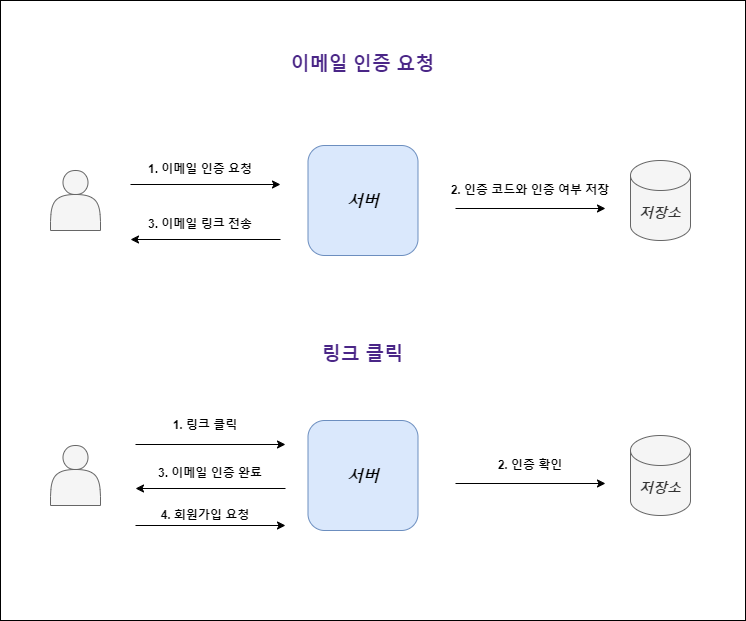 이메일 인증 요청
1. 이메일 인증 요청
서버
2. 인증 코드와 인증 여부 저장
저장소
3. 이메일 링크 전송
링크 클릭
1. 링크 클릭
서버
2. 인증 확인
저장소
3. 이메일 인증 완료
4. 회원가입 요청